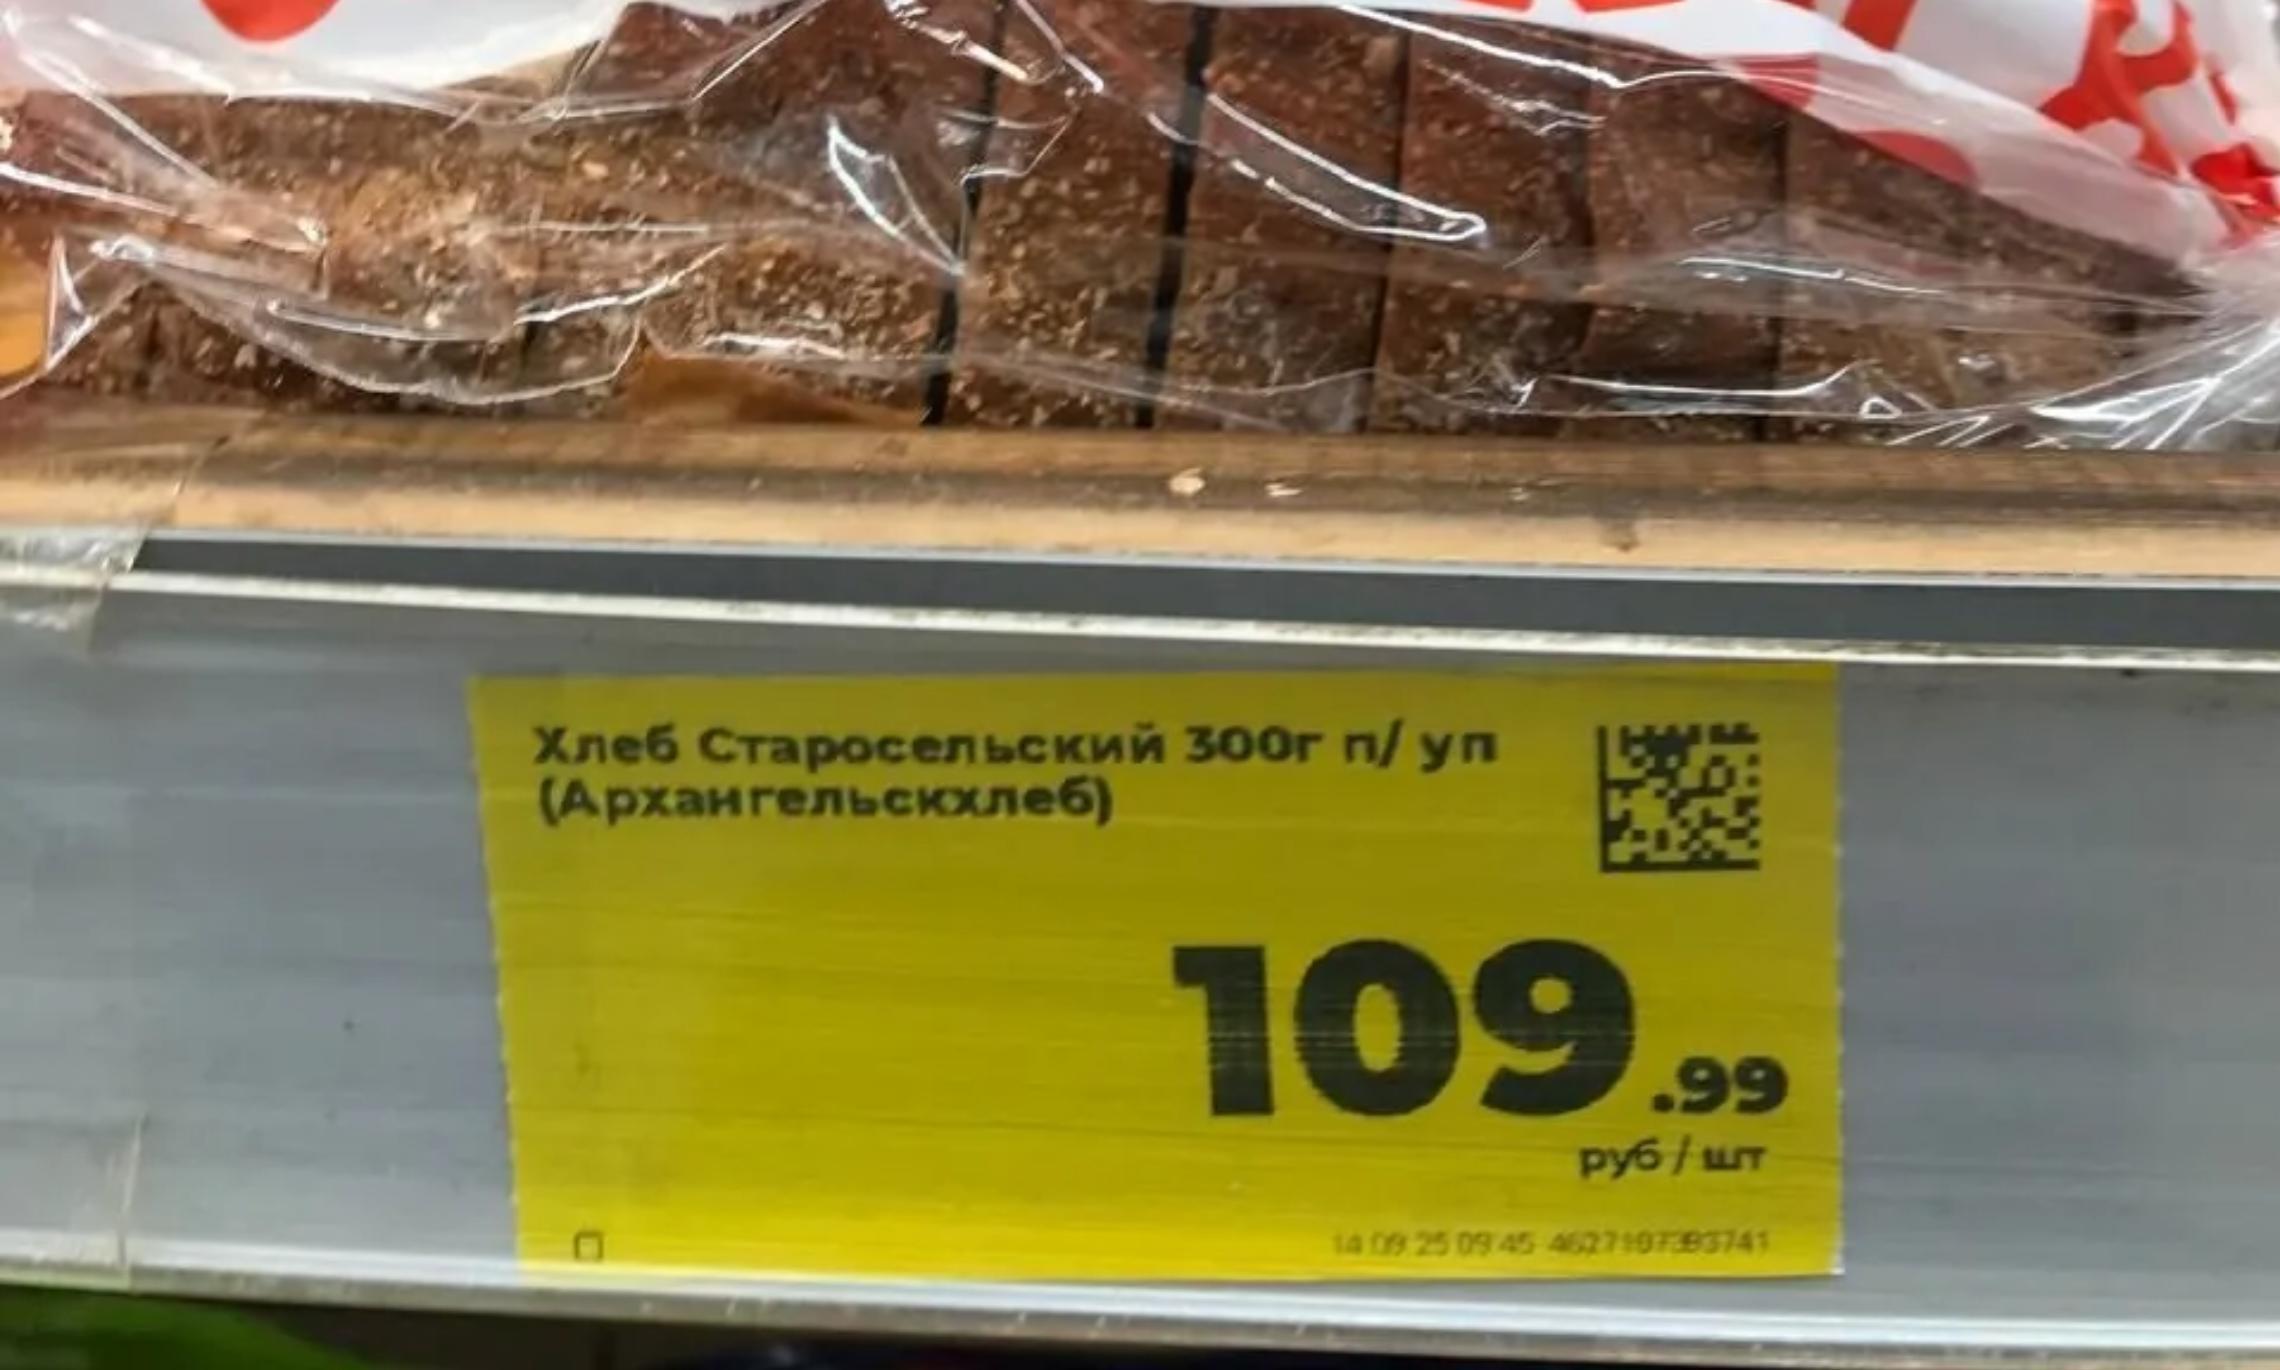 Хлеб Старосельский 300г п/ уп
(Архангельскхлеб)
109.99
руб / шт
14 09 25 09 45 4627197393741